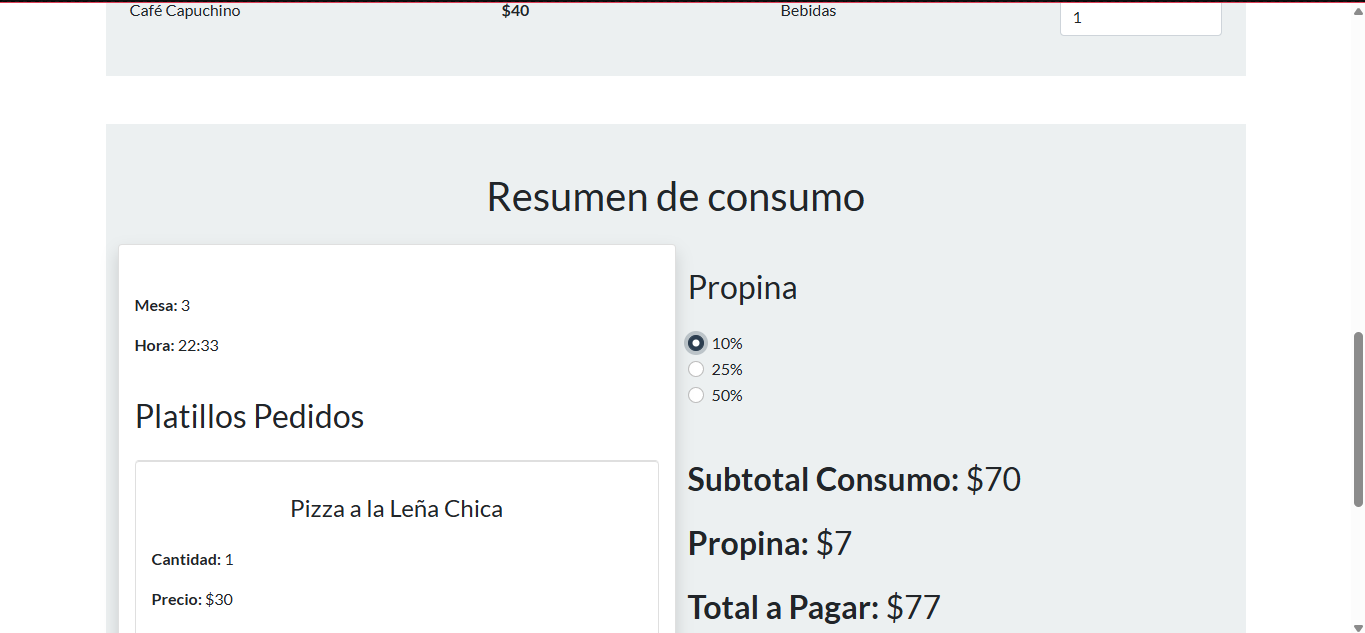 Café Capuchino $40 Bebidas 1
Resumen de consumo
Mesa: 3
Hora: 22:33
Platillos Pedidos
Pizza a la Leña Chica
Cantidad: 1
Precio: $30
Propina
10%
25%
50%
Subtotal Consumo: $70
Propina: $7
Total a Pagar: $77